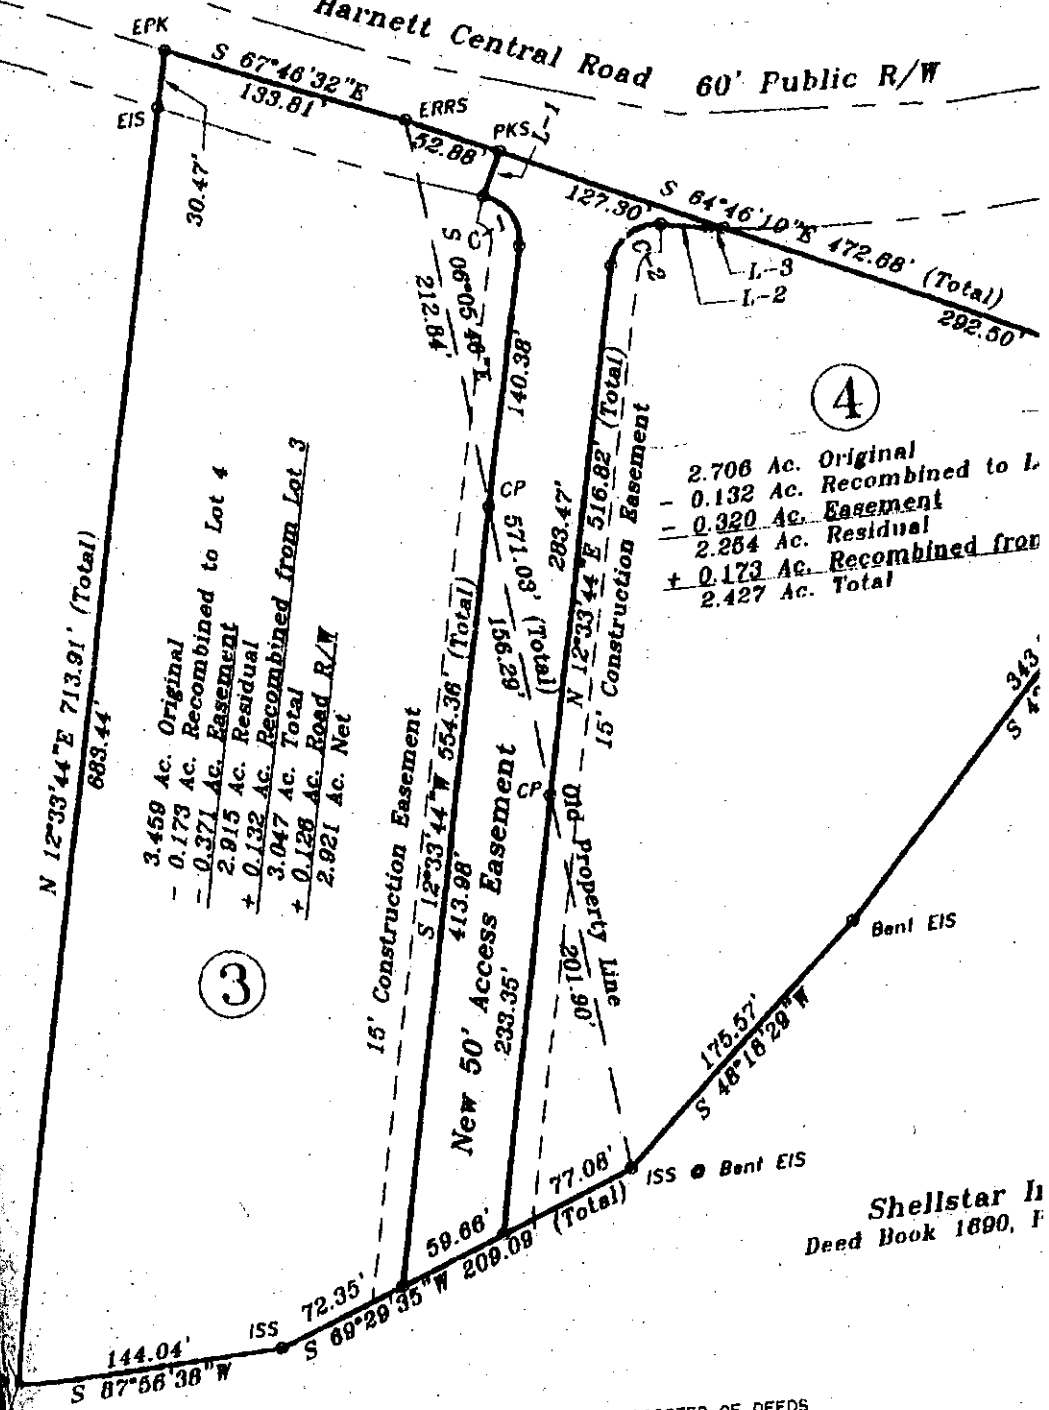 Harnett Central Road 60' Public R/W
EPK
S 67°46'32"E
133.81'
ERRS
EIS
30.47'
52.88'
PKS
L-1
127.30'
S 64°46'10"E 472.68' (Total)
292.50'
L-3
L-2
C-1
C-2
S 06°05'46"E
212.84'
140.38'
CP
571.03' (Total)
156.29'
283.47'
N 12°33'44"E 516.82' (Total)
15' Construction Easement
4
2.706 Ac. Original
- 0.132 Ac. Recombined to L
- 0.320 Ac. Easement
2.254 Ac. Residual
+ 0.173 Ac. Recombined from
2.427 Ac. Total
N 12°33'44"E 713.91' (Total)
683.44'
3.459 Ac. Original
- 0.173 Ac. Recombined to Lot 4
- 0.371 Ac. Easement
2.915 Ac. Residual
+ 0.132 Ac. Recombined from Lot 3
3.047 Ac. Total
+ 0.126 Ac. Road R/W
2.921 Ac. Net
3
15' Construction Easement
S 12°33'44"W 554.36' (Total)
413.98'
New 50' Access Easement
233.35'
CP
Old Property Line
201.90'
343
S 4
Bent EIS
175.57'
S 48°18'29"W
ISS @ Bent EIS
77.08'
59.66'
72.35'
S 69°29'35"W 209.09' (Total)
ISS
144.04'
S 87°56'38"W
Shellstar
Deed Book 1690,
OF DEEDS